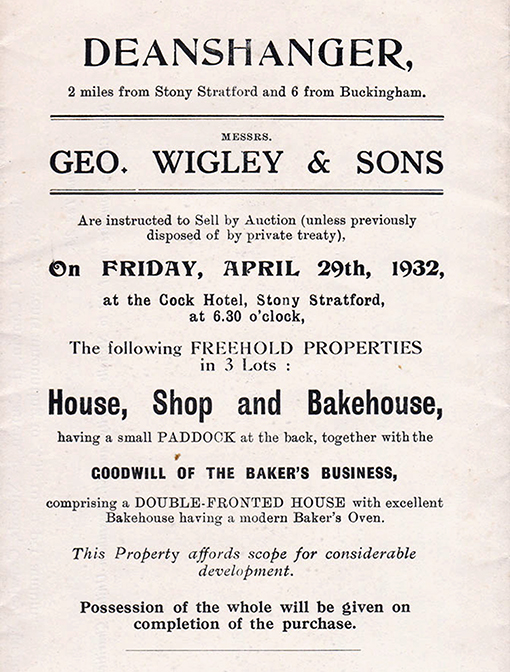 DEANSHANGER,
2 miles from Stony Stratford and 6 from Buckingham.
MESSRS.
GEO. WIGLEY & SONS
Are instructed to Sell by Auction (unless previously
disposed of by private treaty),
On FRIDAY, APRIL 29th, 1932,
at the Cock Hotel, Stony Stratford,
at 6.30 o'clock,
The following FREEHOLD PROPERTIES
in 3 Lots :
House, Shop and Bakehouse,
having a small PADDOCK at the back, together with the
GOODWILL OF THE BAKER'S BUSINESS,
comprising a DOUBLE-FRONTED HOUSE with excellent
Bakehouse having a modern Baker's Oven.
This Property affords scope for considerable
development.
Possession of the whole will be given on
completion of the purchase.